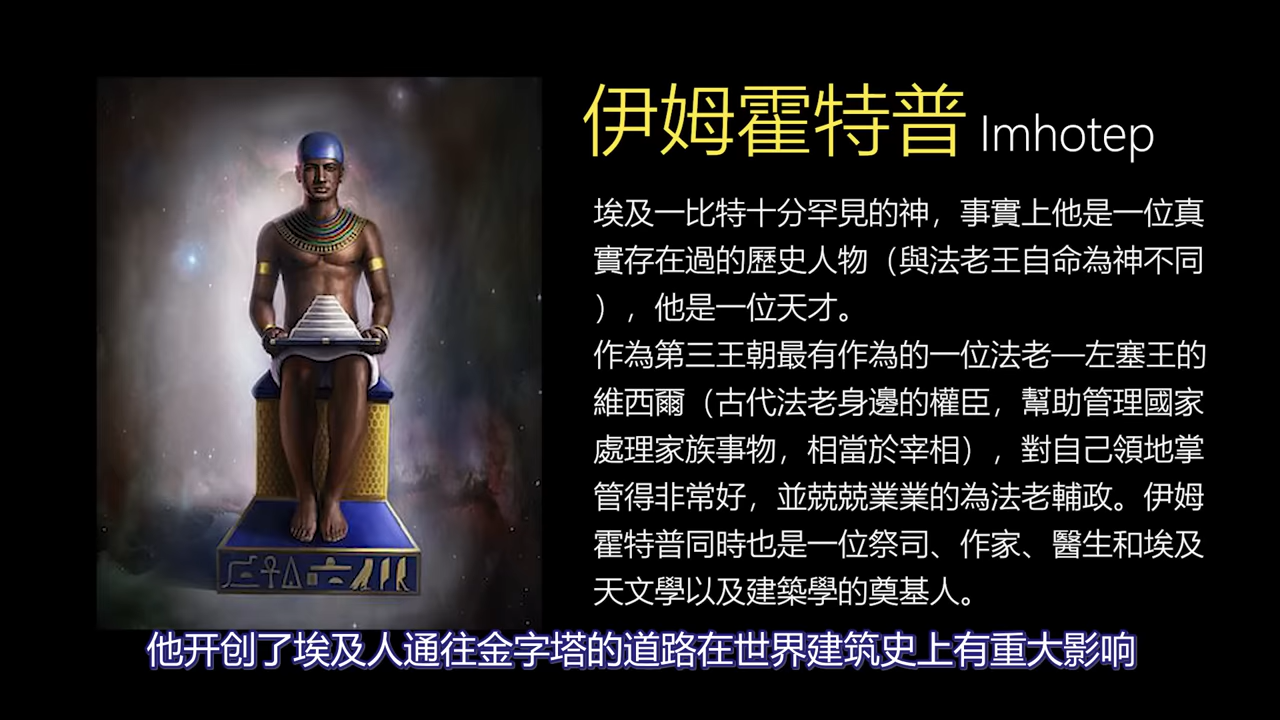 伊姆霍特普 Imhotep
埃及一比特十分罕見的神，事實上他是一位真
實存在過的歷史人物（與法老王自命為神不同
），他是一位天才。
作為第三王朝最有作為的一位法老—左塞王的
維西爾（古代法老身邊的權臣，幫助管理國家
處理家族事物，相當於宰相），對自己領地掌
管得非常好，並兢兢業業的為法老輔政。伊姆
霍特普同時也是一位祭司、作家、醫生和埃及
天文學以及建築學的奠基人。
他开创了埃及人通往金字塔的道路在世界建筑史上有重大影响